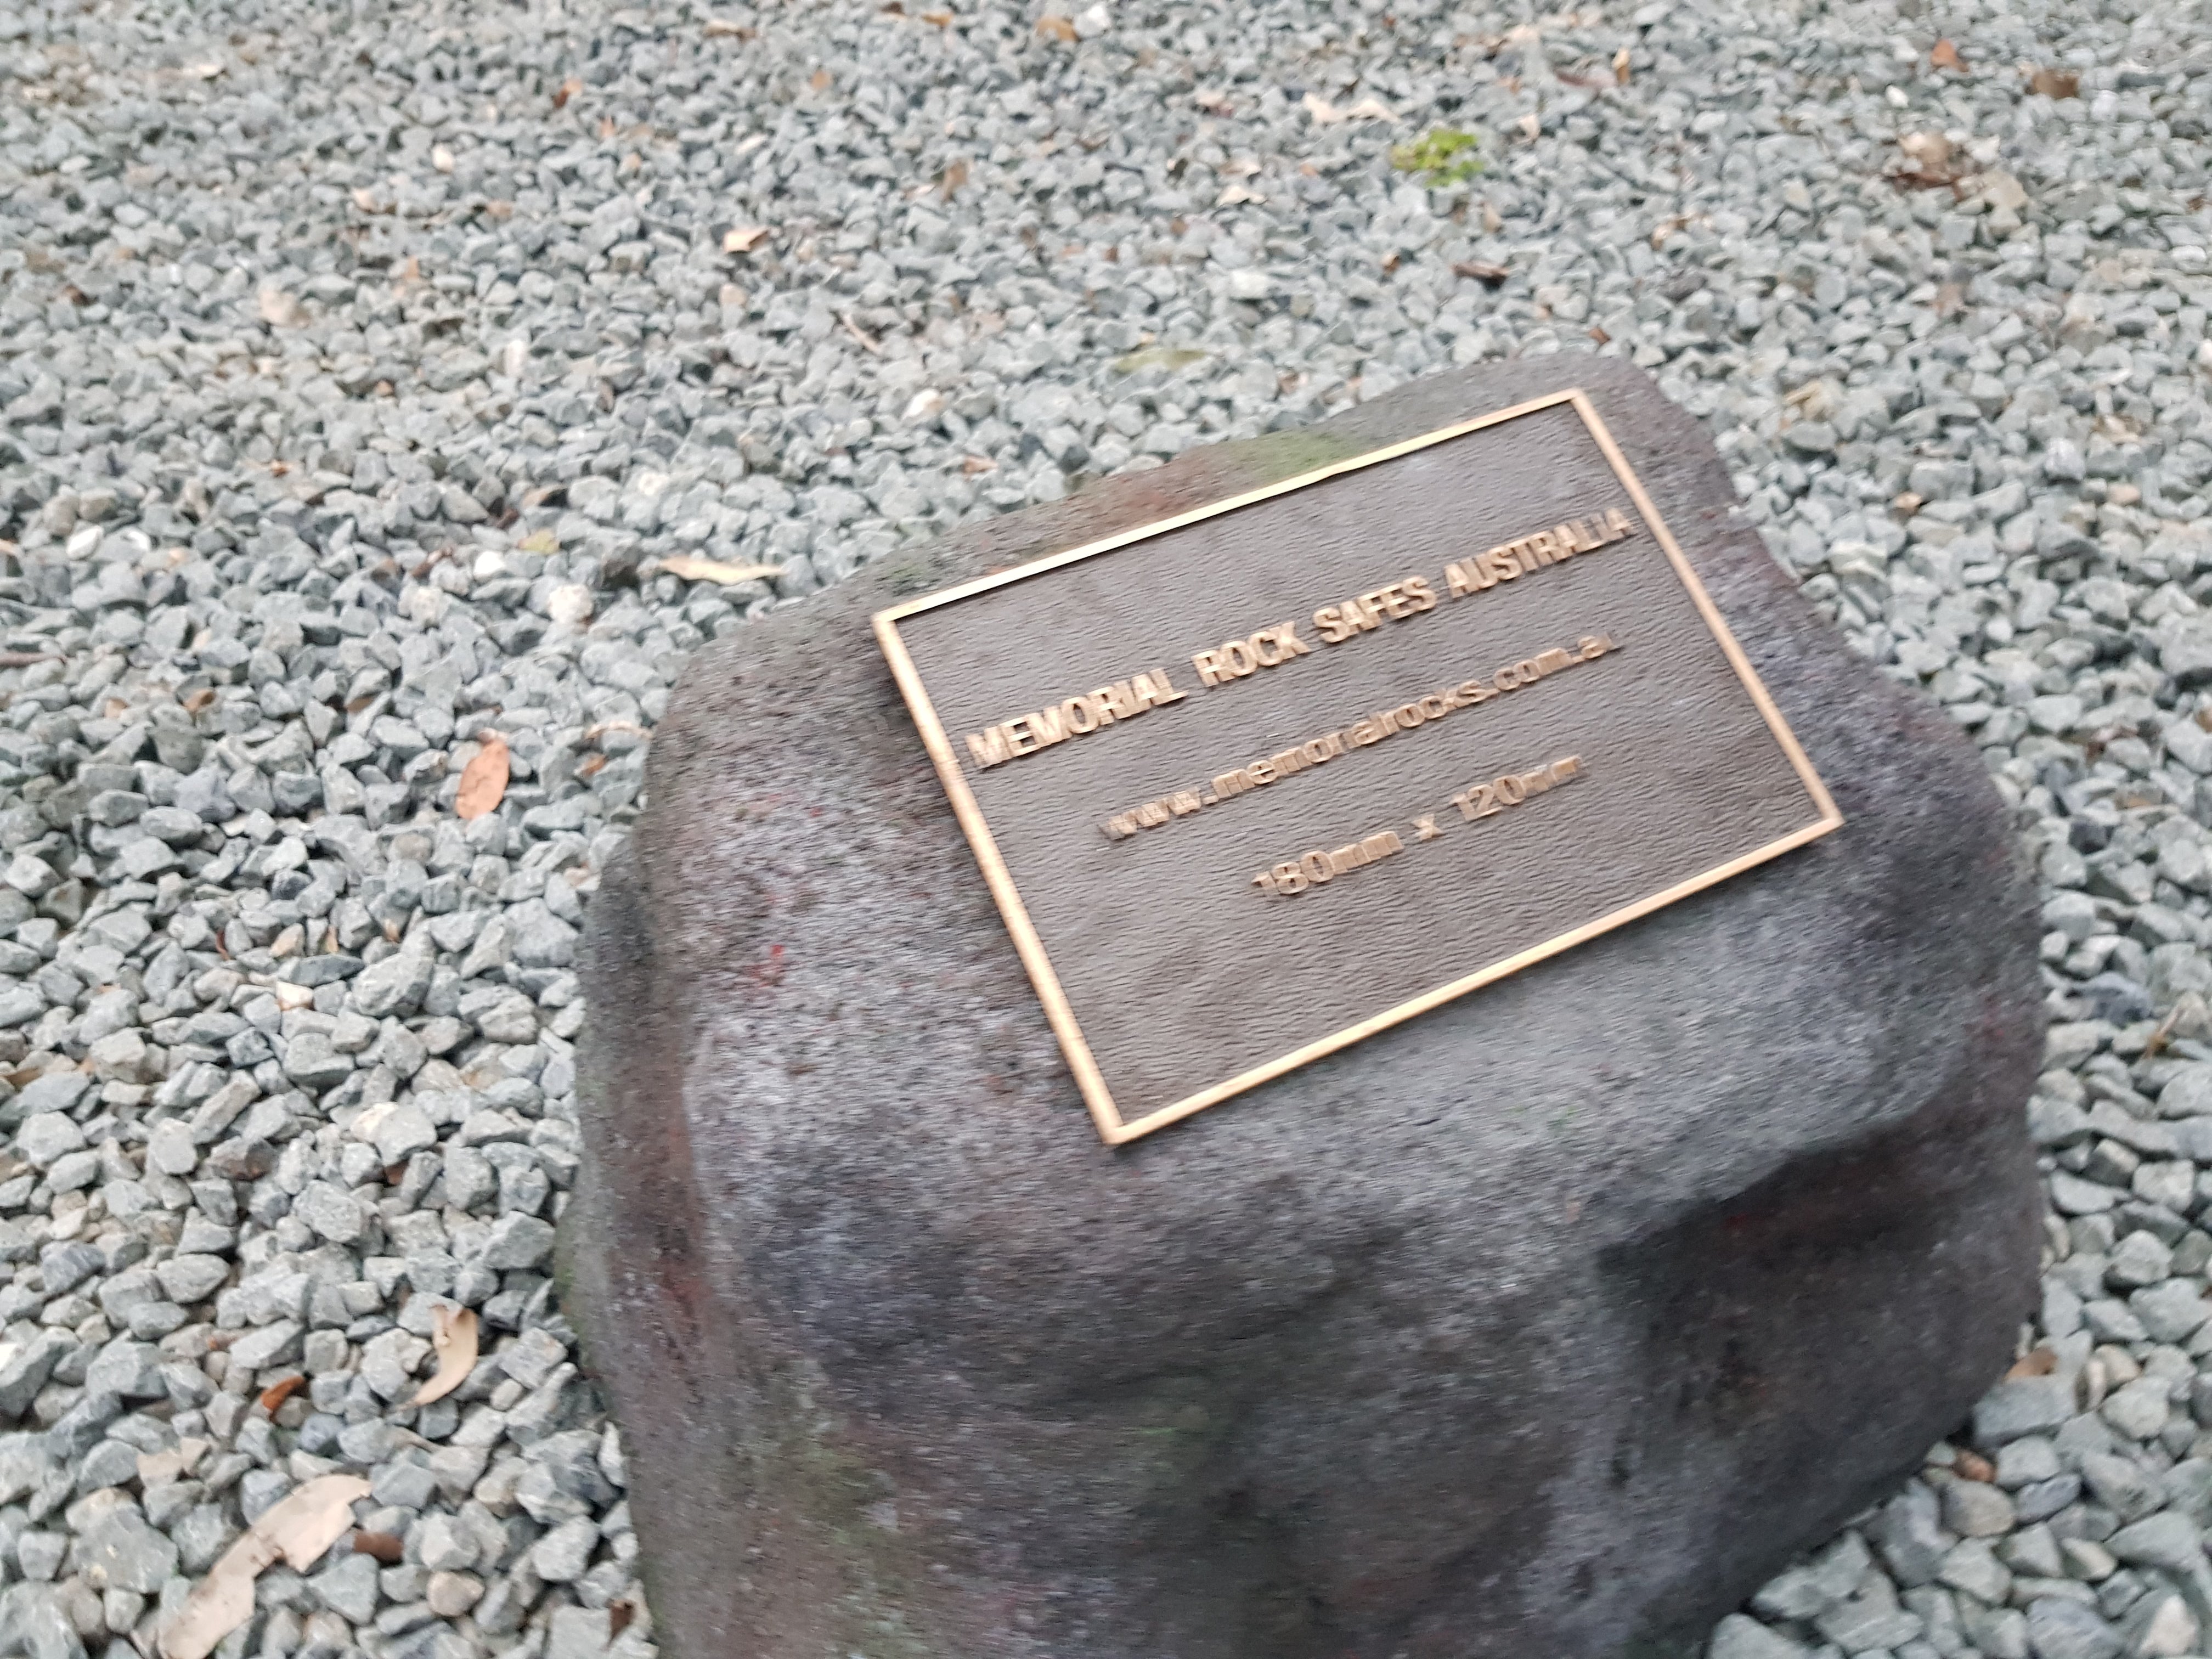 MEMORIAL ROCK SAFES AUSTRALIA
www.memorialrocks.com.au
180mm x 120mm